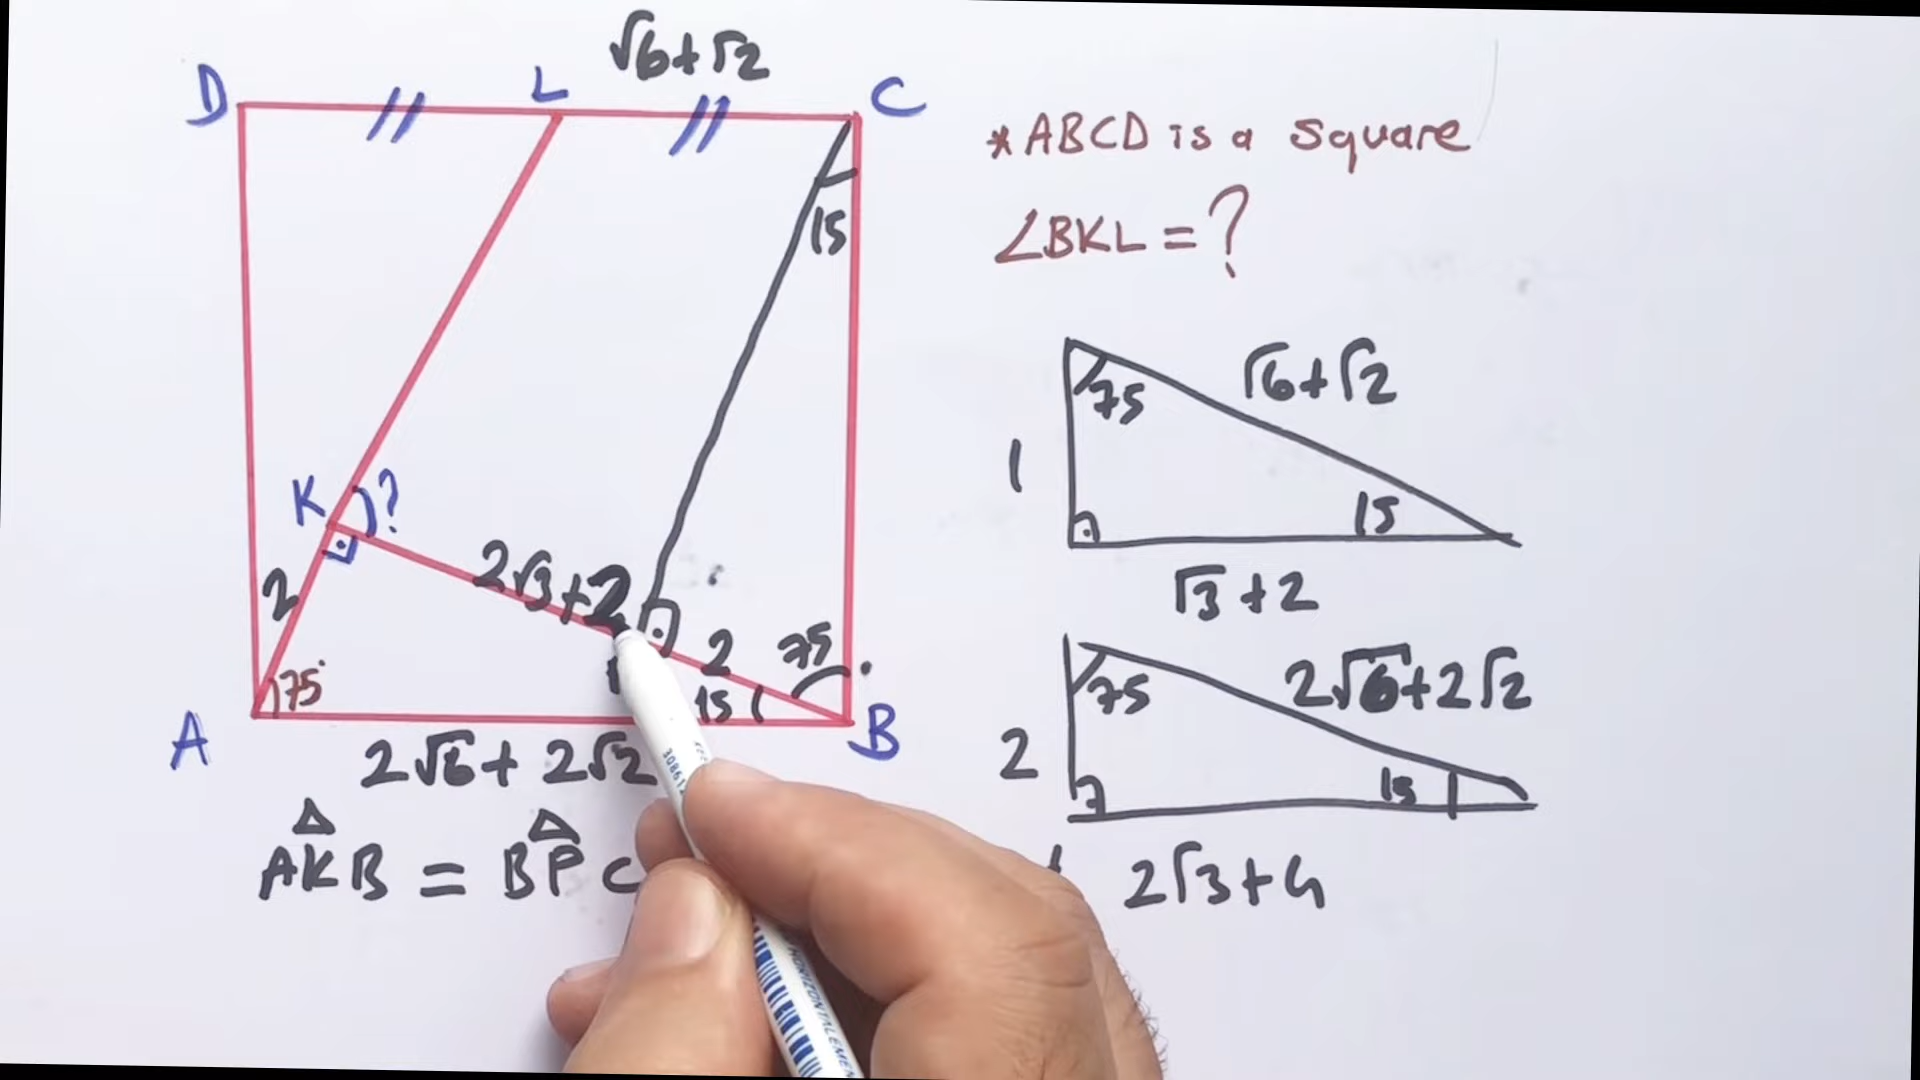 √6+√2
D L C
*ABCD is a square
15
∠BKL = ?
√6+√2
75
1
15
√3+2
K ?
2√3+2
2
2 75
75° 15
A B
2√6+2√2
75
2√6+2√2
2
15
2√3+4
AKB = BPC
HORIZONTALEMEN